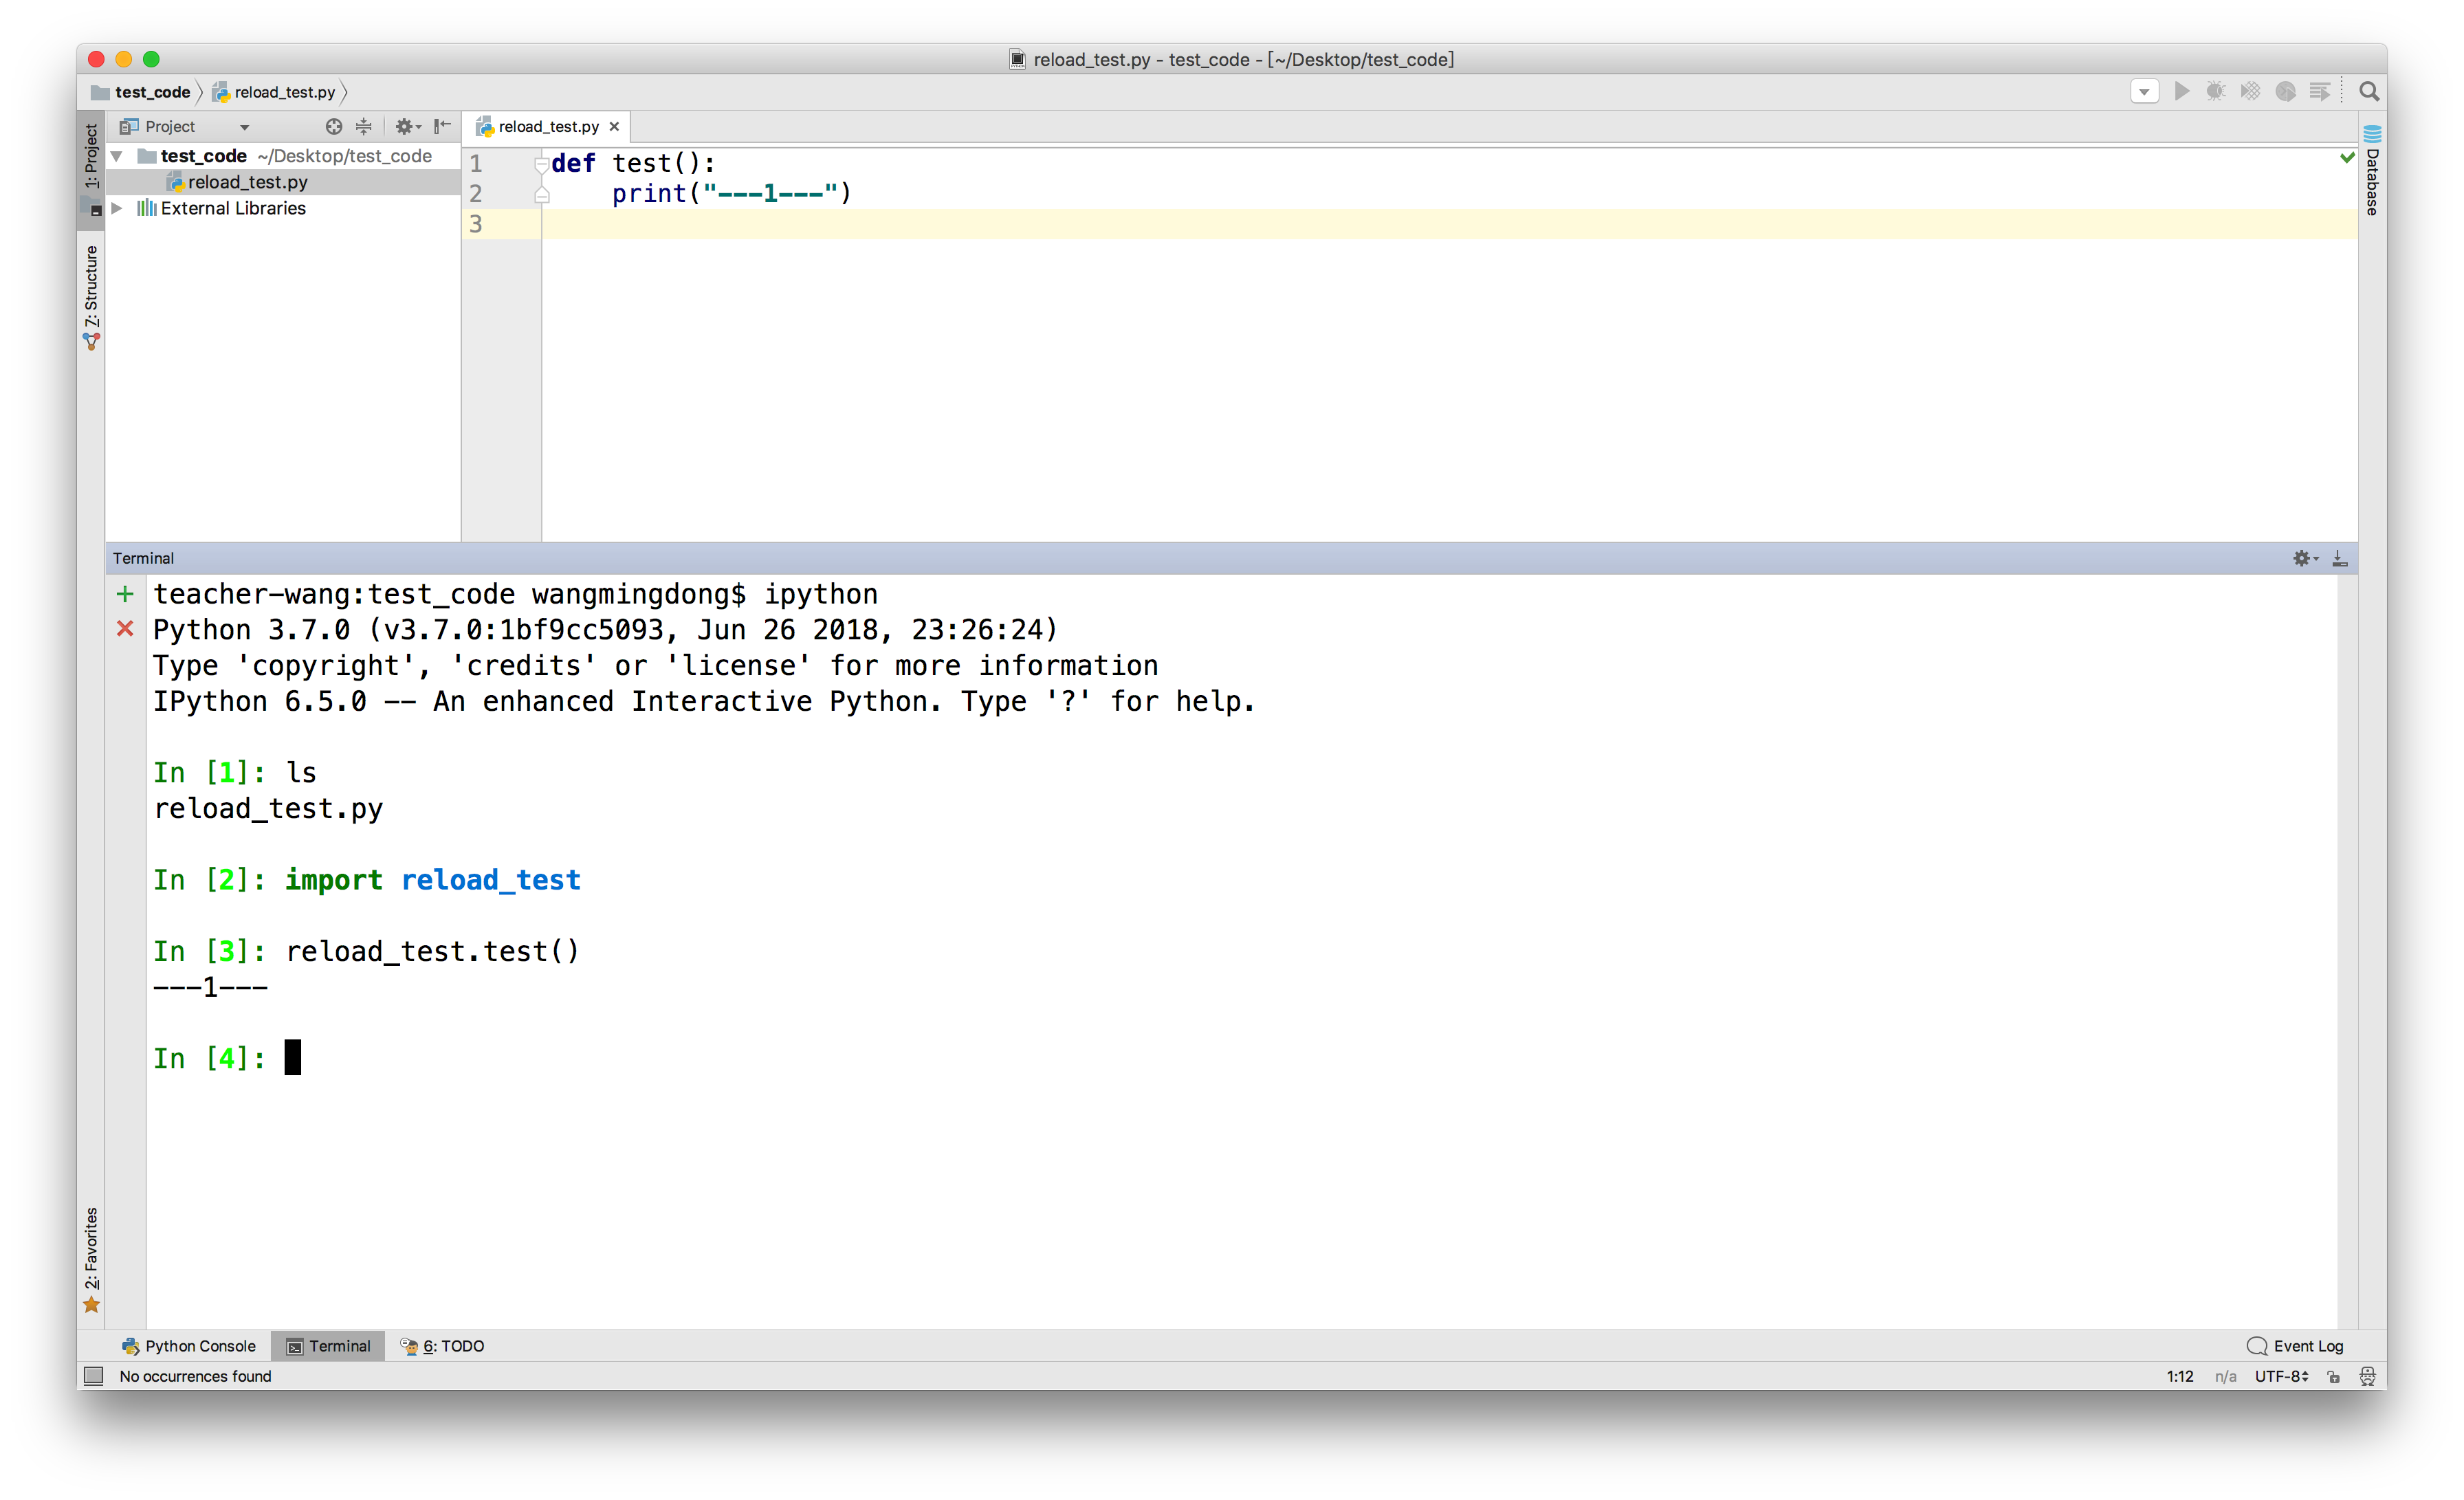 reload_test.py - test_code - [~/Desktop/test_code]
test_code reload_test.py
1: Project
Project
reload_test.py
test_code ~/Desktop/test_code
reload_test.py
External Libraries
7: Structure
1 def test():
2     print("---1---")
3
Database
Terminal
teacher-wang:test_code wangmingdong$ ipython
Python 3.7.0 (v3.7.0:1bf9cc5093, Jun 26 2018, 23:26:24)
Type 'copyright', 'credits' or 'license' for more information
IPython 6.5.0 -- An enhanced Interactive Python. Type '?' for help.
In [1]: ls
reload_test.py
In [2]: import reload_test
In [3]: reload_test.test()
---1---
In [4]:
2: Favorites
Python Console Terminal 6: TODO Event Log
No occurrences found 1:12 n/a UTF-8